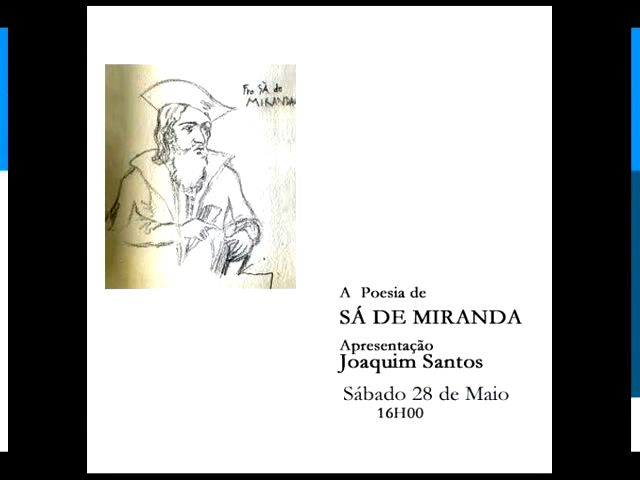 Fco SÁ de
MIRANDA
A Poesia de
SÁ DE MIRANDA
Apresentação
Joaquim Santos
Sábado 28 de Maio
16H00